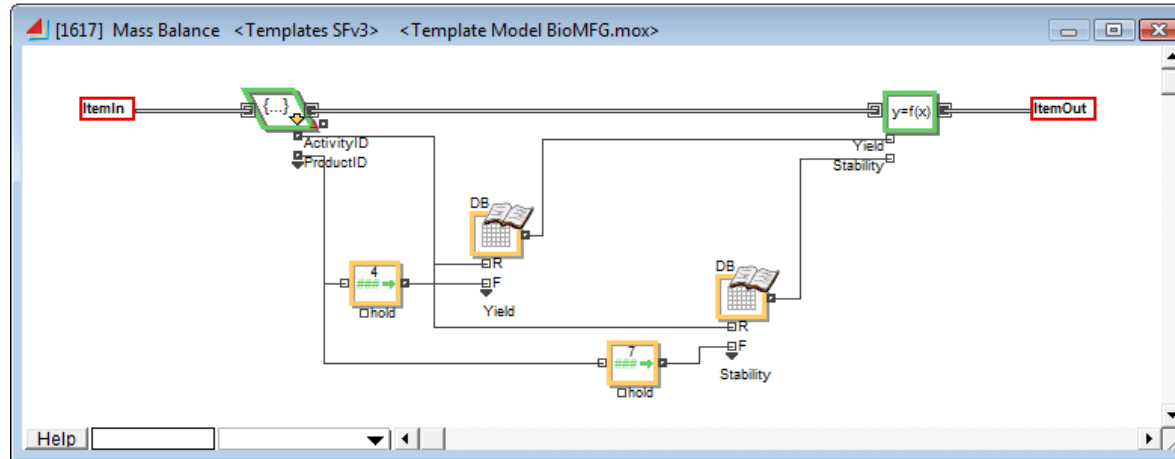 [1617] Mass Balance <Templates SFv3> <Template Model BioMFG.mox>
ItemIn
{...}
y=f(x)
ItemOut
ActivityID
ProductID
Yield
Stability
DB
R
F
Yield
4
###
hold
DB
R
F
Stability
7
###
hold
Help